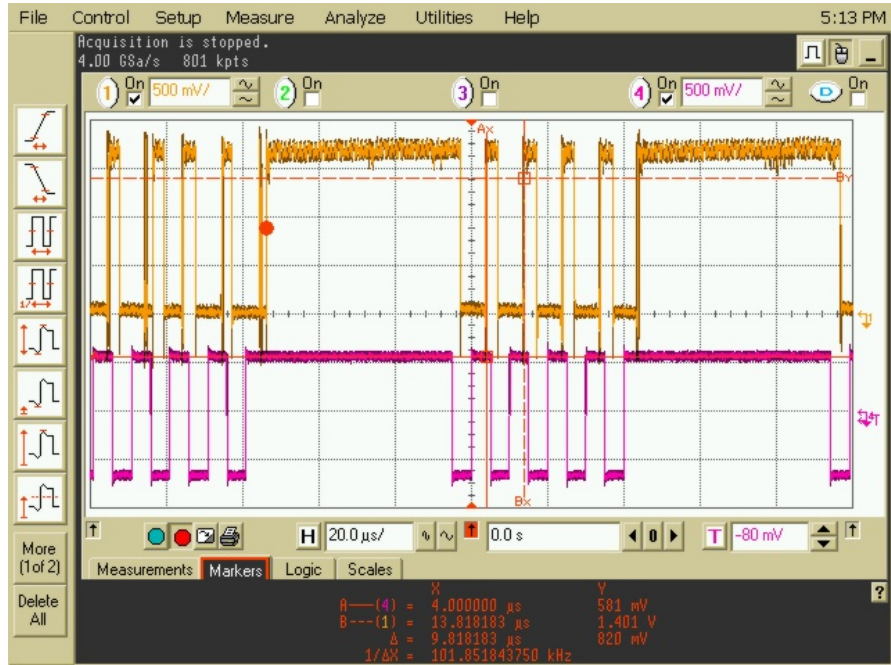 File Control Setup Measure Analyze Utilities Help 5:13 PM
Acquisition is stopped.
4.00 GSa/s 801 kpts
1 On 500 mV/ 2 On 3 On 4 On 500 mV/ D On
Ax
By
1
T
Bx
1/
More
(1of 2)
Delete
All
H 20.0 µs/ 0.0 s 0 T -80 mV
Measurements Markers Logic Scales
?
X Y
A——(4) = 4.000000 µs 581 mV
B---(1) = 13.818183 µs 1.401 V
Δ = 9.818183 µs 820 mV
1/ΔX = 101.851843750 kHz